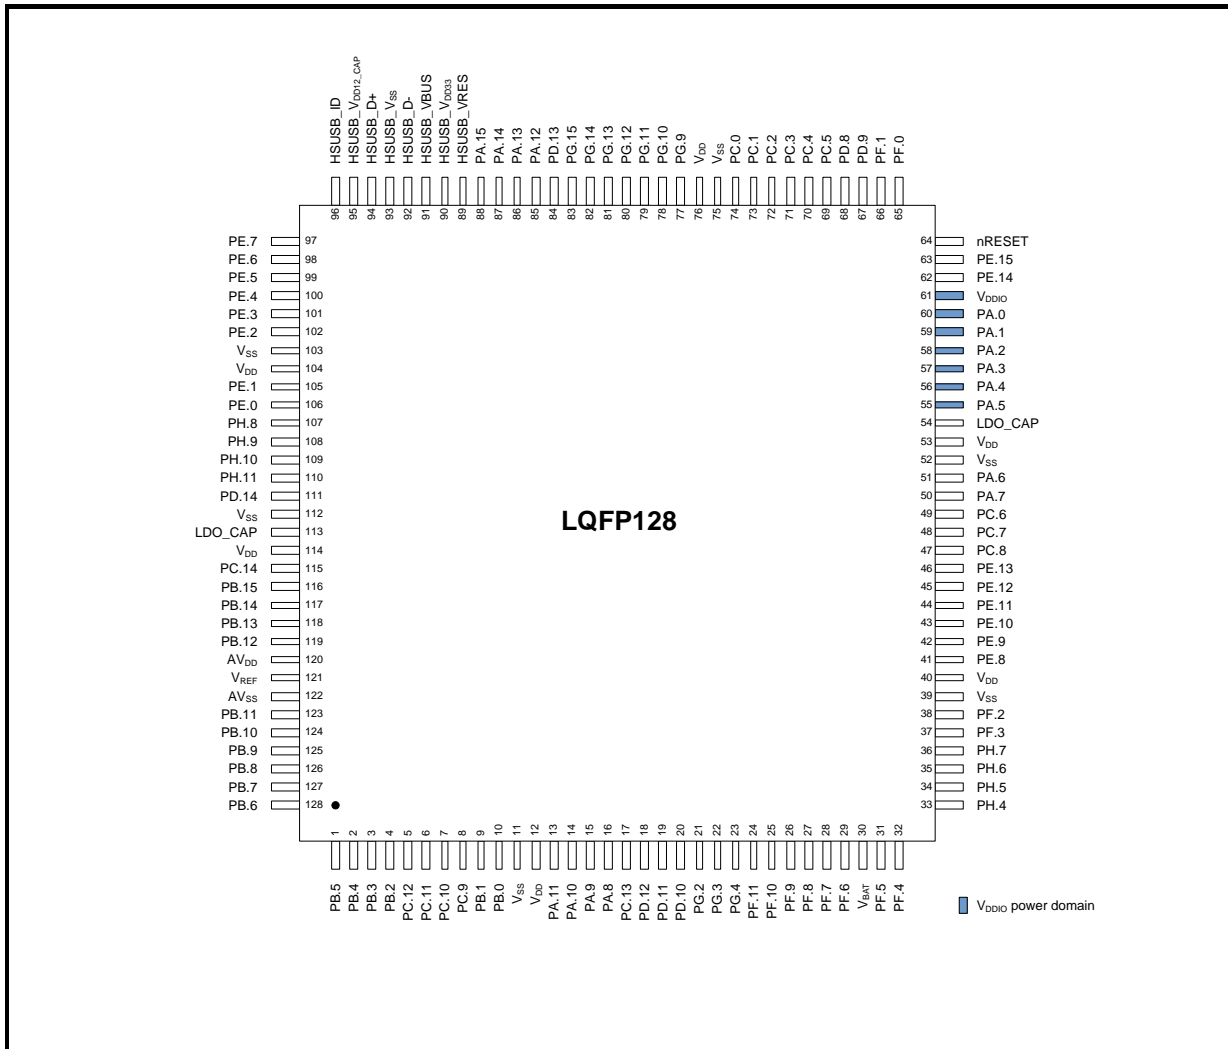 HSUSB_ID
HSUSB_VDD12_CAP
HSUSB_D+
HSUSB_VSS
HSUSB_D-
HSUSB_VBUS
HSUSB_VDD33
HSUSB_VRES
PA.15
PA.14
PA.13
PA.12
PD.13
PG.15
PG.14
PG.13
PG.12
PG.11
PG.10
PG.9
VDD
VSS
PC.0
PC.1
PC.2
PC.3
PC.4
PC.5
PD.8
PD.9
PF.1
PF.0
96
95
94
93
92
91
90
89
88
87
86
85
84
83
82
81
80
79
78
77
76
75
74
73
72
71
70
69
68
67
66
65
PE.7 97
PE.6 98
PE.5 99
PE.4 100
PE.3 101
PE.2 102
VSS 103
VDD 104
PE.1 105
PE.0 106
PH.8 107
PH.9 108
PH.10 109
PH.11 110
PD.14 111
VSS 112
LDO_CAP 113
VDD 114
PC.14 115
PB.15 116
PB.14 117
PB.13 118
PB.12 119
AVDD 120
VREF 121
AVSS 122
PB.11 123
PB.10 124
PB.9 125
PB.8 126
PB.7 127
PB.6 128
LQFP128
64 nRESET
63 PE.15
62 PE.14
61 VDDIO
60 PA.0
59 PA.1
58 PA.2
57 PA.3
56 PA.4
55 PA.5
54 LDO_CAP
53 VDD
52 VSS
51 PA.6
50 PA.7
49 PC.6
48 PC.7
47 PC.8
46 PE.13
45 PE.12
44 PE.11
43 PE.10
42 PE.9
41 PE.8
40 VDD
39 VSS
38 PF.2
37 PF.3
36 PH.7
35 PH.6
34 PH.5
33 PH.4
1
2
3
4
5
6
7
8
9
10
11
12
13
14
15
16
17
18
19
20
21
22
23
24
25
26
27
28
29
30
31
32
PB.5
PB.4
PB.3
PB.2
PC.12
PC.11
PC.10
PC.9
PB.1
PB.0
VSS
VDD
PA.11
PA.10
PA.9
PA.8
PC.13
PD.12
PD.11
PD.10
PG.2
PG.3
PG.4
PF.11
PF.10
PF.9
PF.8
PF.7
PF.6
VBAT
PF.5
PF.4
VDDIO power domain